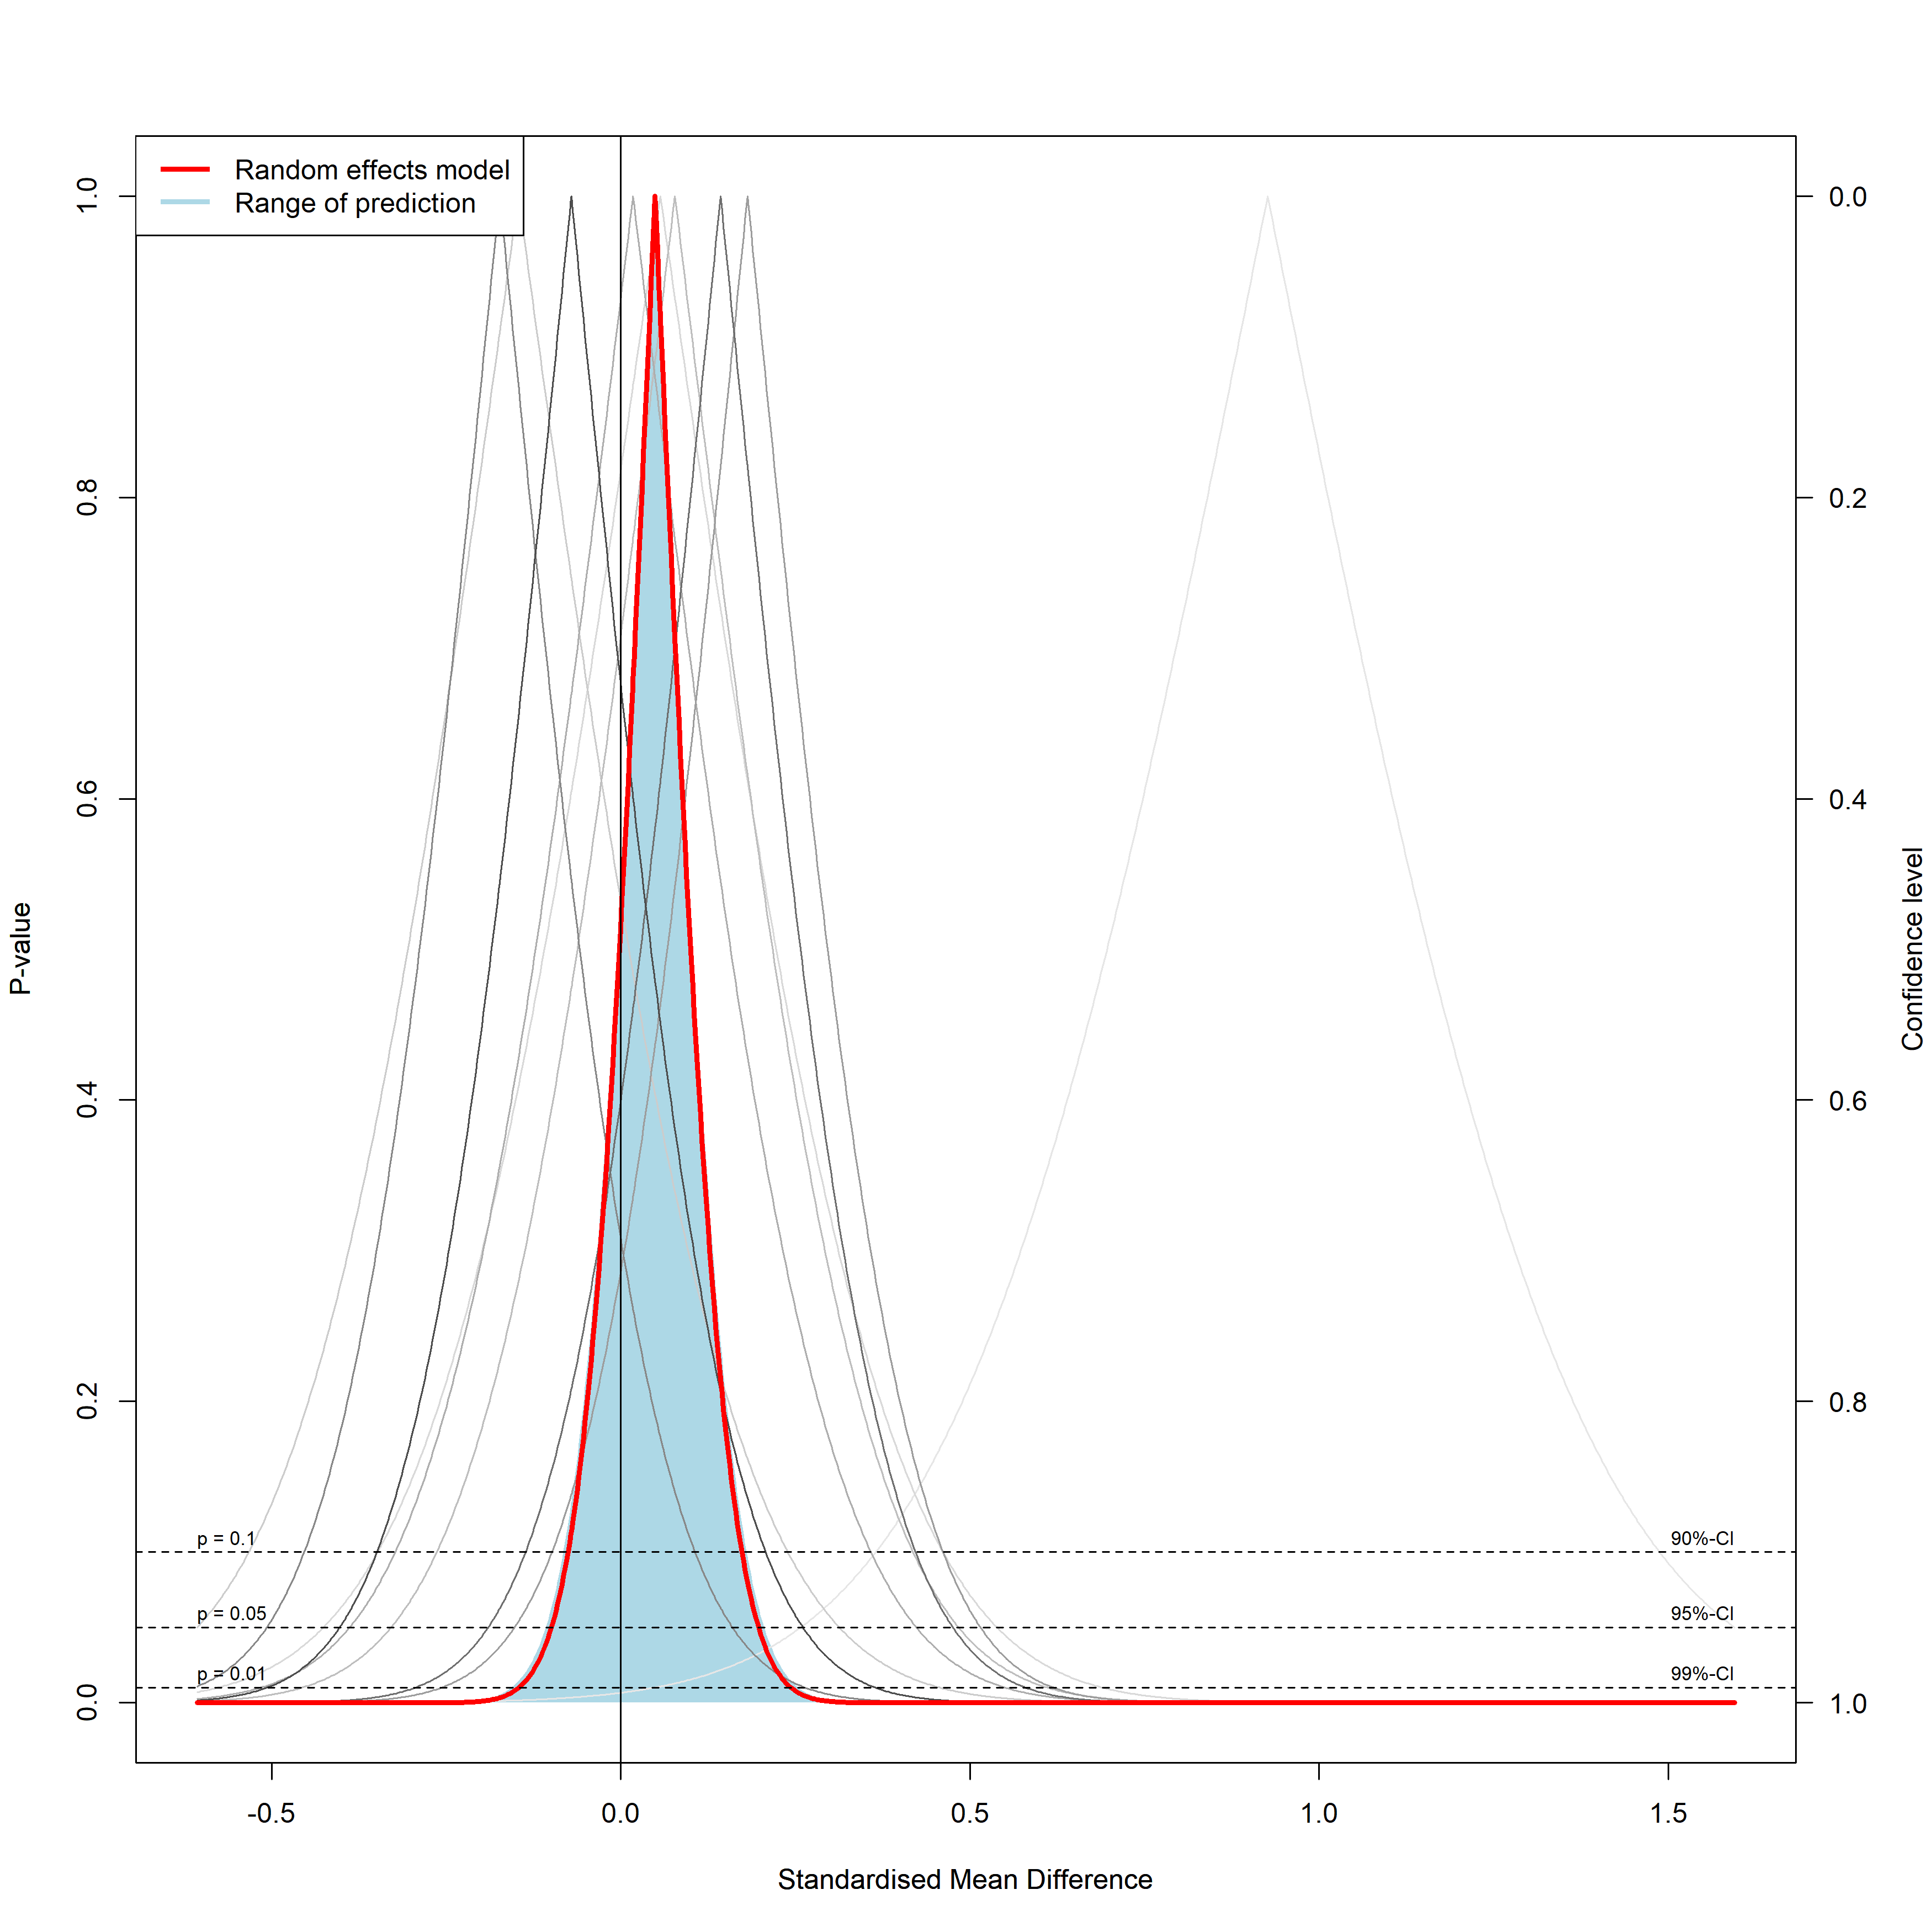 Random effects model
Range of prediction
1.0
0.8
0.6
0.4
0.2
0.0
P-value
0.0
0.2
0.4
0.6
0.8
1.0
Confidence level
p = 0.1
90%-CI
p = 0.05
95%-CI
p = 0.01
99%-CI
-0.5
0.0
0.5
1.0
1.5
Standardised Mean Difference